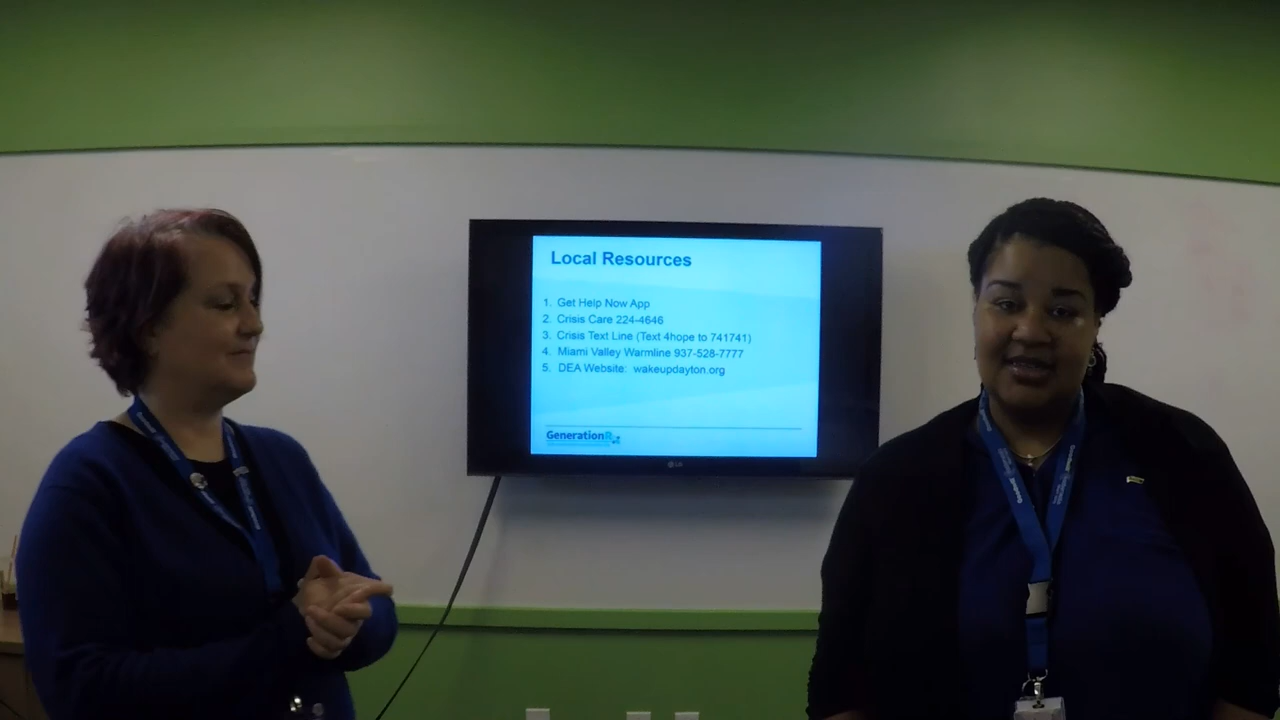 Local Resources
1. Get Help Now App
2. Crisis Care 224-4646
3. Crisis Text Line (Text 4hope to 741741)
4. Miami Valley Warmline 937-528-7777
5. DEA Website: wakeupdayton.org
GenerationRx
LG